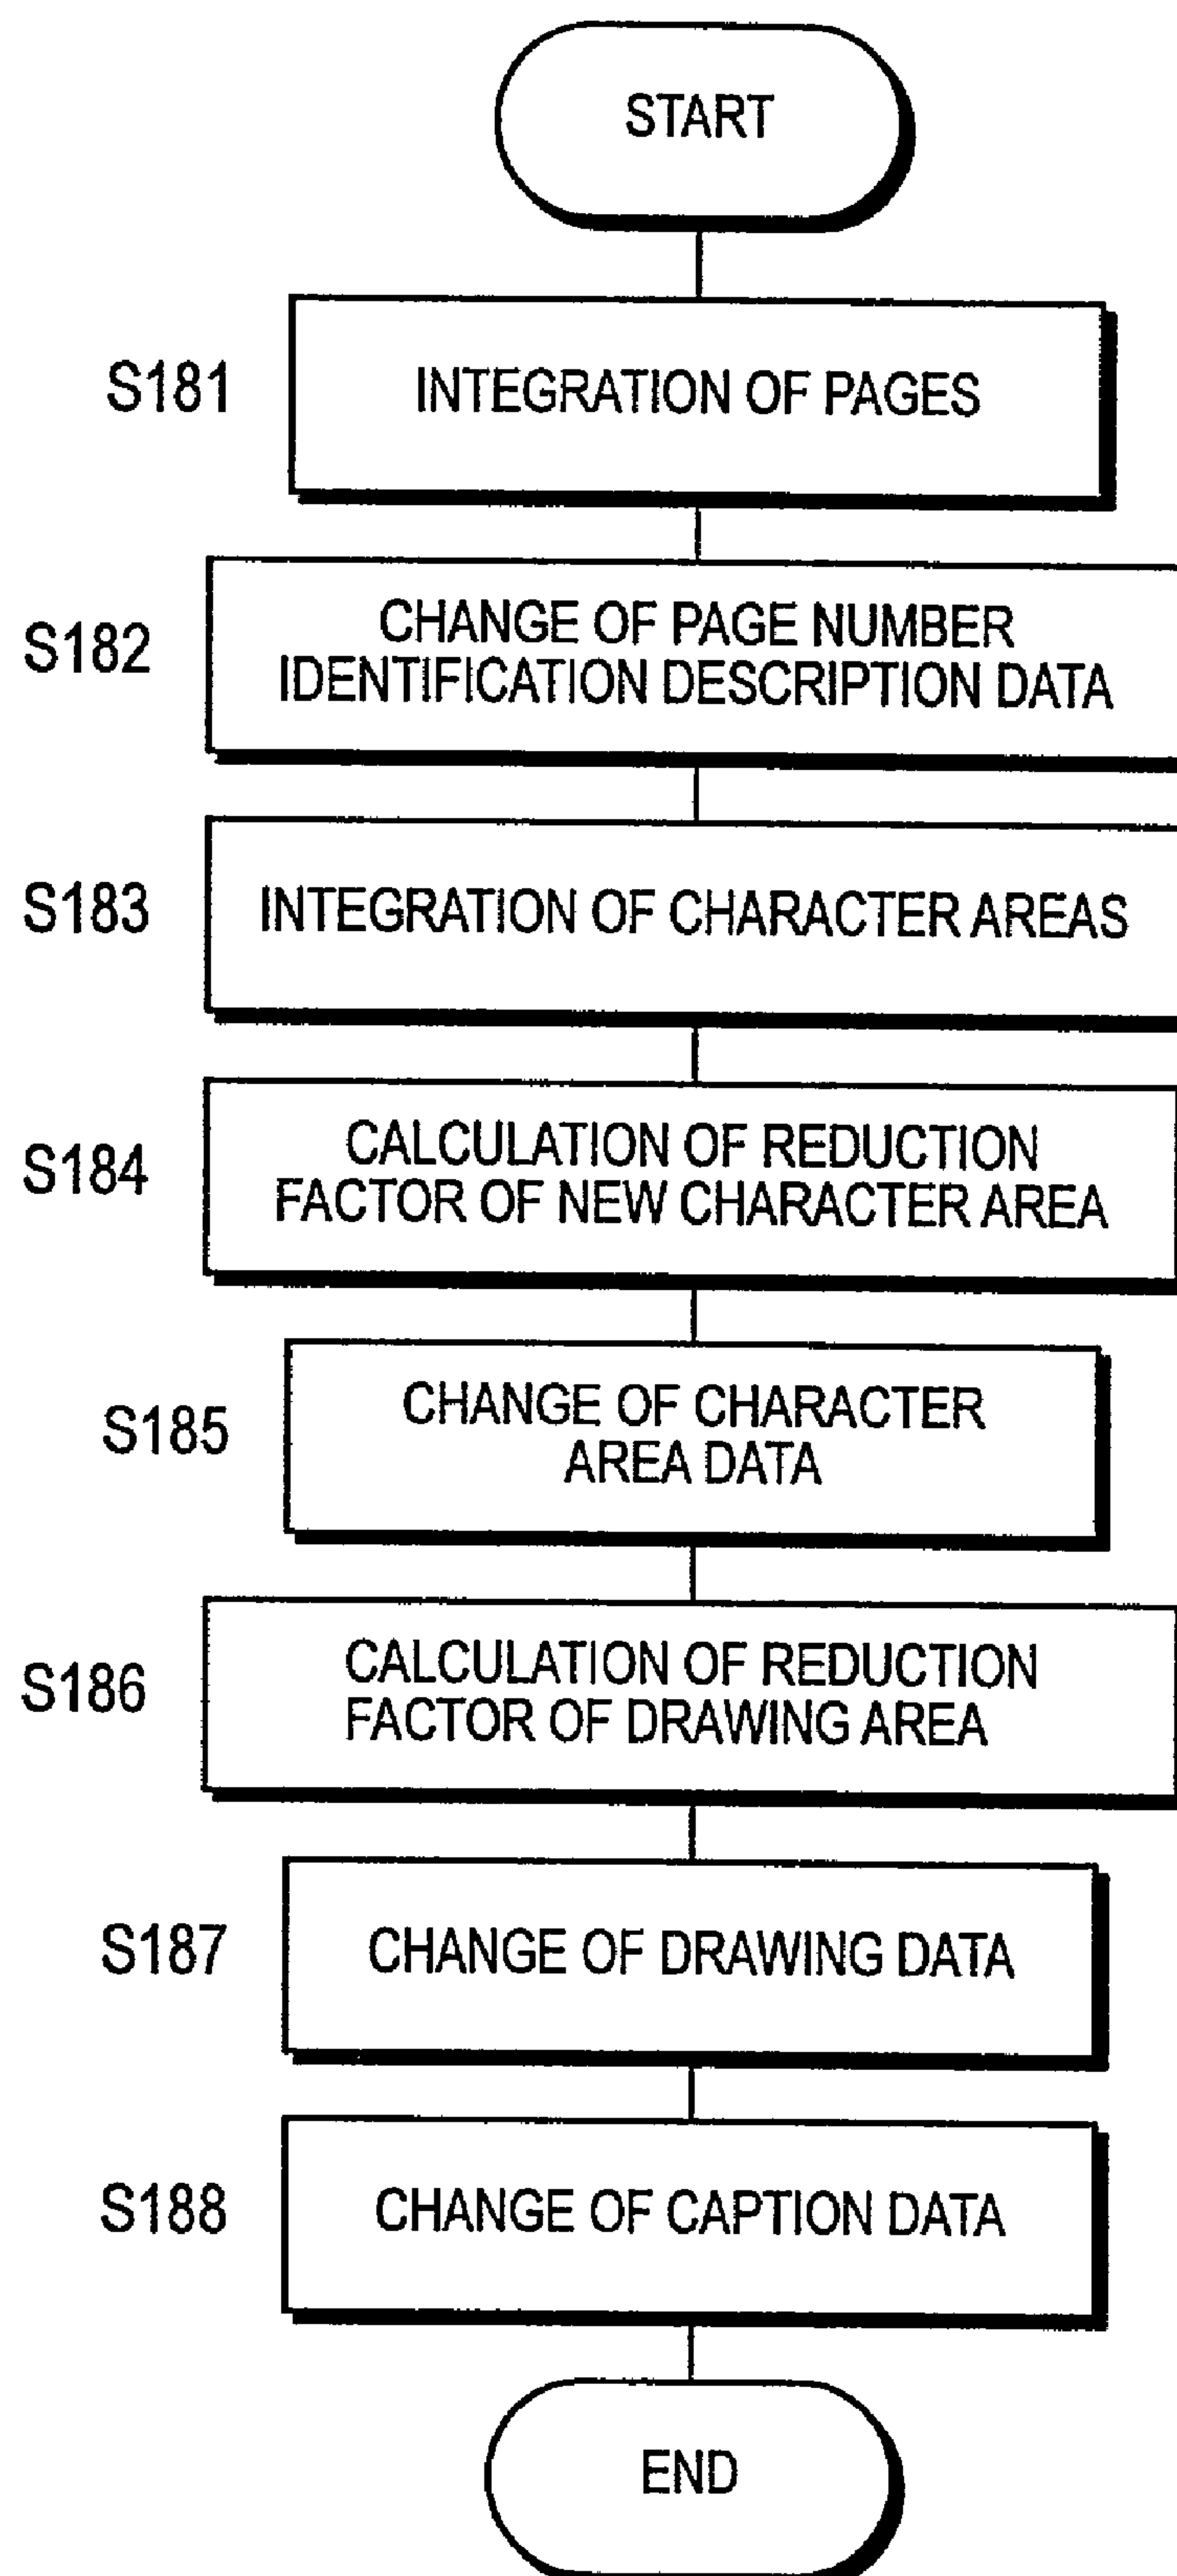 START
S181
INTEGRATION OF PAGES
S182
CHANGE OF PAGE NUMBER
IDENTIFICATION DESCRIPTION DATA
S183
INTEGRATION OF CHARACTER AREAS
S184
CALCULATION OF REDUCTION
FACTOR OF NEW CHARACTER AREA
S185
CHANGE OF CHARACTER
AREA DATA
S186
CALCULATION OF REDUCTION
FACTOR OF DRAWING AREA
S187
CHANGE OF DRAWING DATA
S188
CHANGE OF CAPTION DATA
END